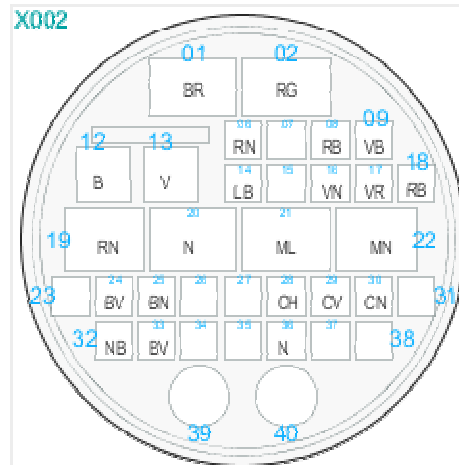 X002
01 02
BR RG
06 07 08 09
RN RB VB
12 13
B V
14 15 16 17 18
LB VN VR RB
20 21
19 RN N ML MN 22
23 24 25 26 27 28 29 30 31
BV BN OH CV CN
32 33 34 35 36 37 38
NB BV N
39 40